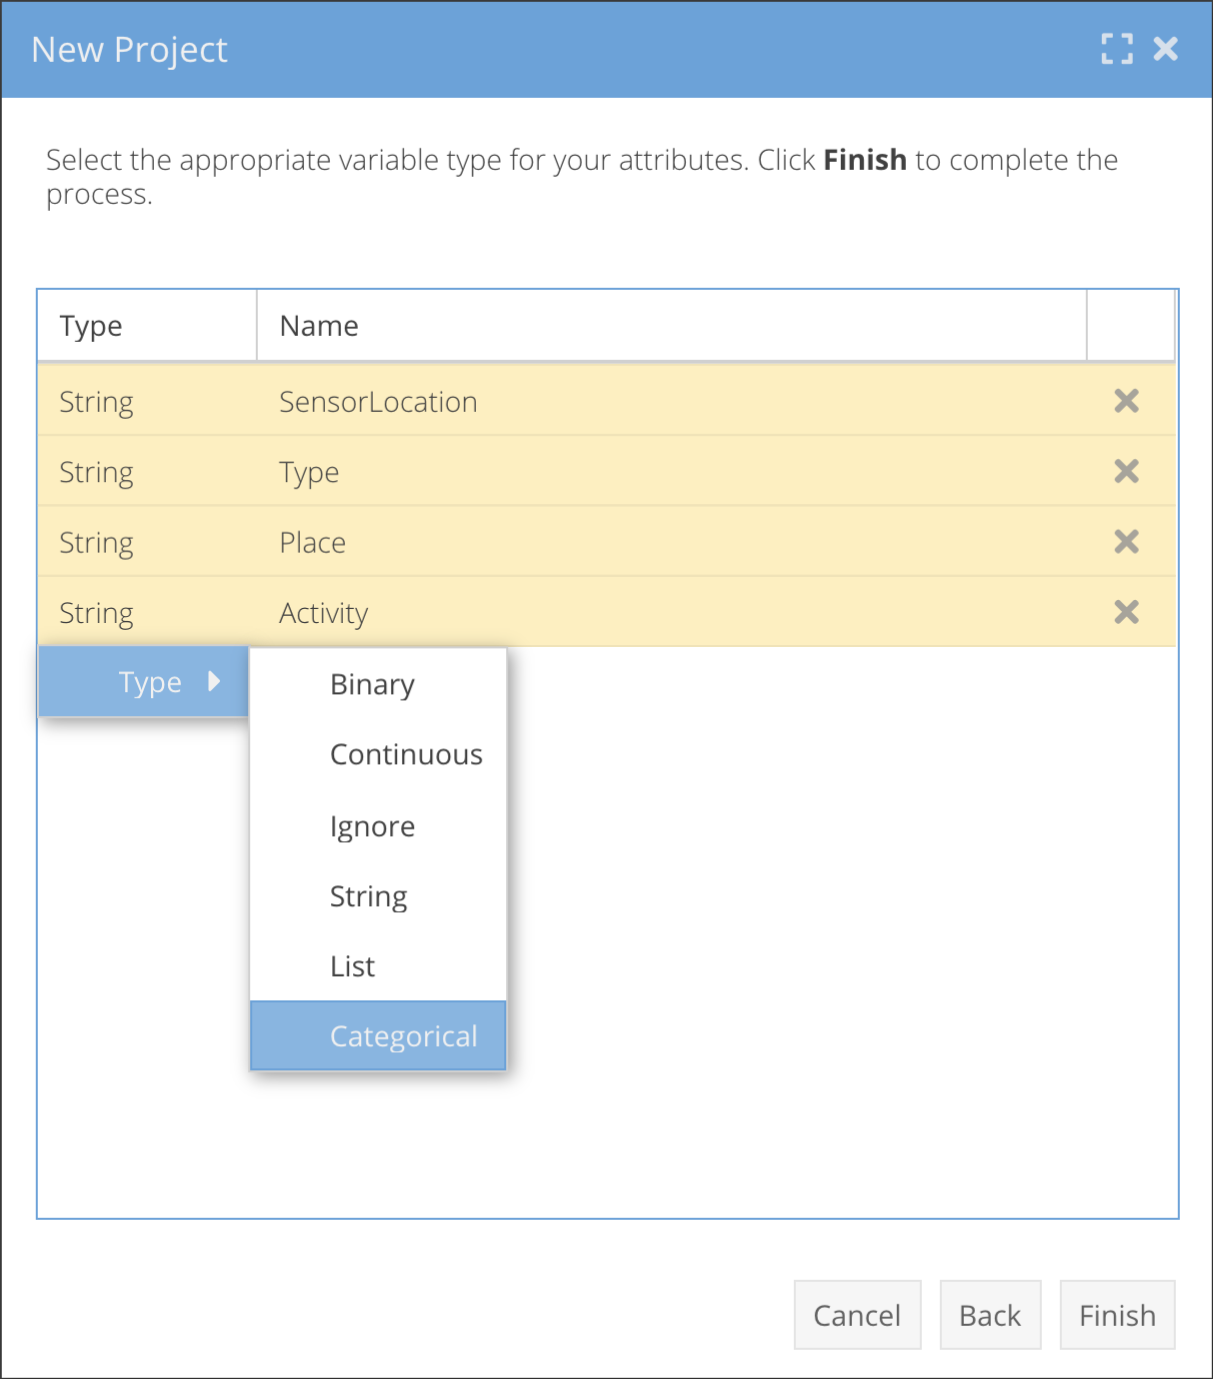 New Project
Select the appropriate variable type for your attributes. Click Finish to complete the
process.
Type Name
String SensorLocation
String Type
String Place
String Activity
Type
Binary
Continuous
Ignore
String
List
Categorical
Cancel Back Finish